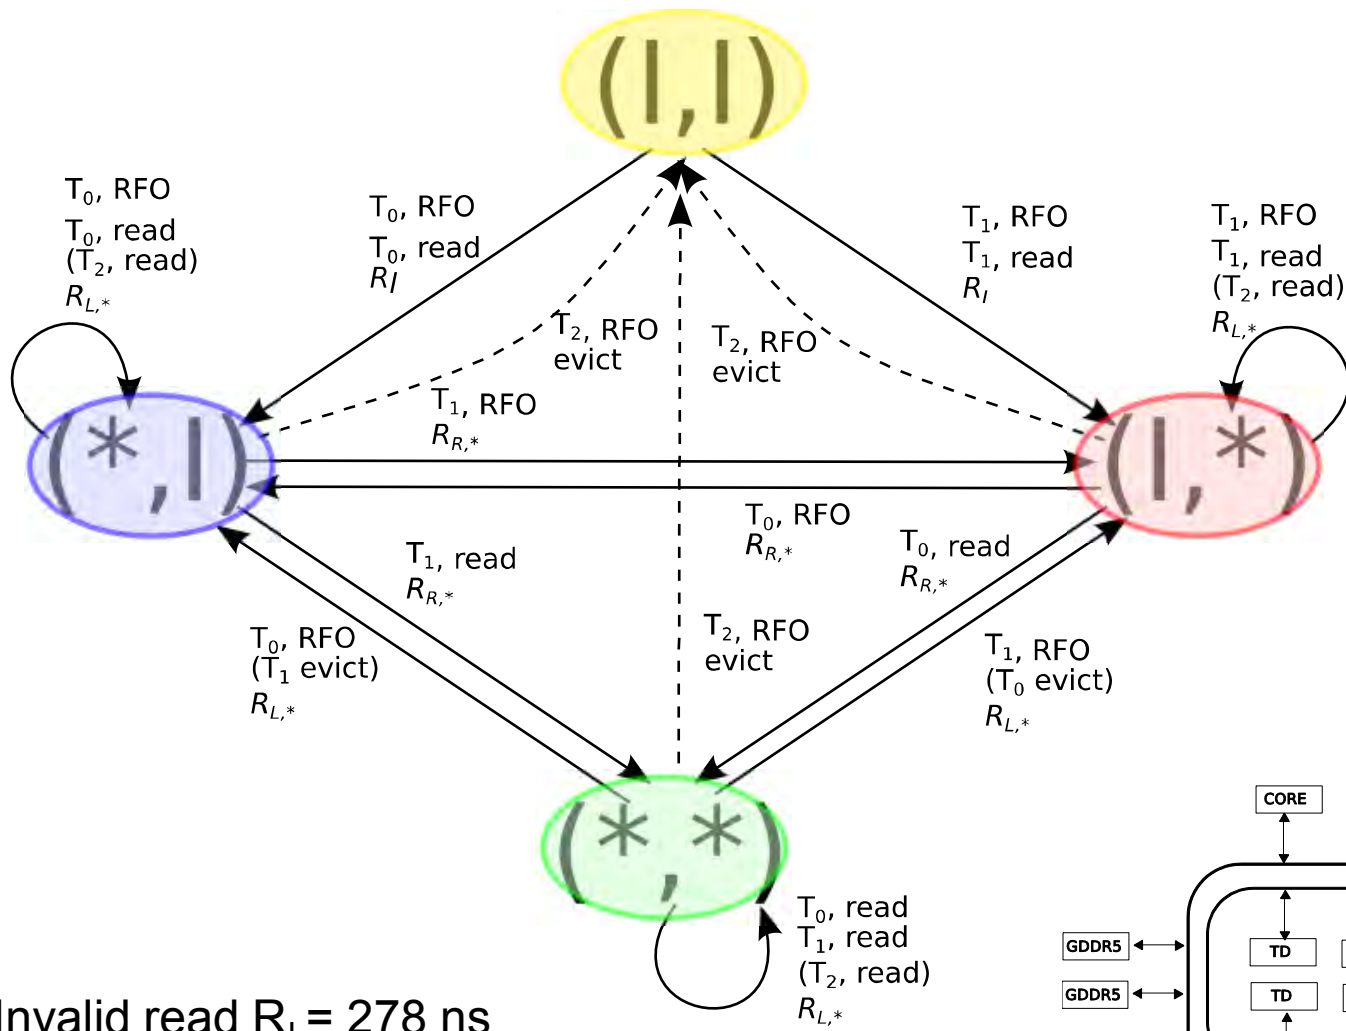 (I,I)
T0, RFO
T0, read
(T2, read)
RL,*
T0, RFO
T0, read
RI
T1, RFO
T1, read
RI
T1, RFO
T1, read
(T2, read)
RL,*
T2, RFO
evict
T2, RFO
evict
T1, RFO
RR,*
(*,I)
(I,*)
T0, RFO
RR,*
T1, read
RR,*
T0, read
RR,*
T0, RFO
(T1 evict)
RL,*
T2, RFO
evict
T1, RFO
(T0 evict)
RL,*
(*,*)
T0, read
T1, read
(T2, read)
RL,*
CORE
GDDR5
TD
GDDR5
TD
Invalid read RI = 278 ns